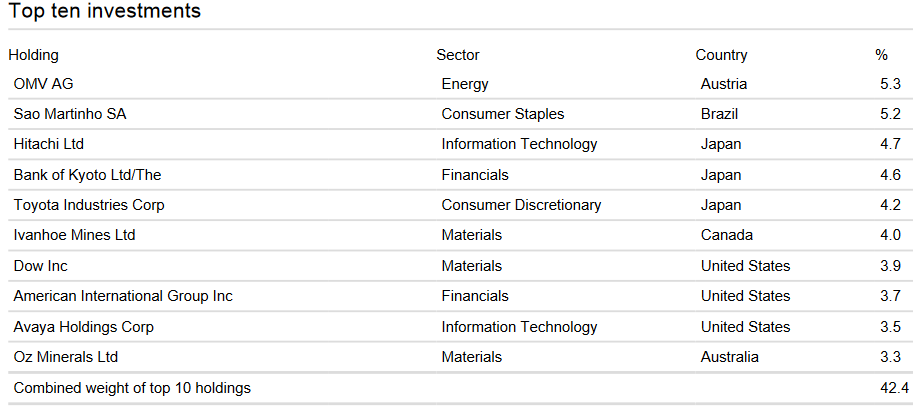 Top ten investments
Holding Sector Country %
OMV AG Energy Austria 5.3
Sao Martinho SA Consumer Staples Brazil 5.2
Hitachi Ltd Information Technology Japan 4.7
Bank of Kyoto Ltd/The Financials Japan 4.6
Toyota Industries Corp Consumer Discretionary Japan 4.2
Ivanhoe Mines Ltd Materials Canada 4.0
Dow Inc Materials United States 3.9
American International Group Inc Financials United States 3.7
Avaya Holdings Corp Information Technology United States 3.5
Oz Minerals Ltd Materials Australia 3.3
Combined weight of top 10 holdings 42.4